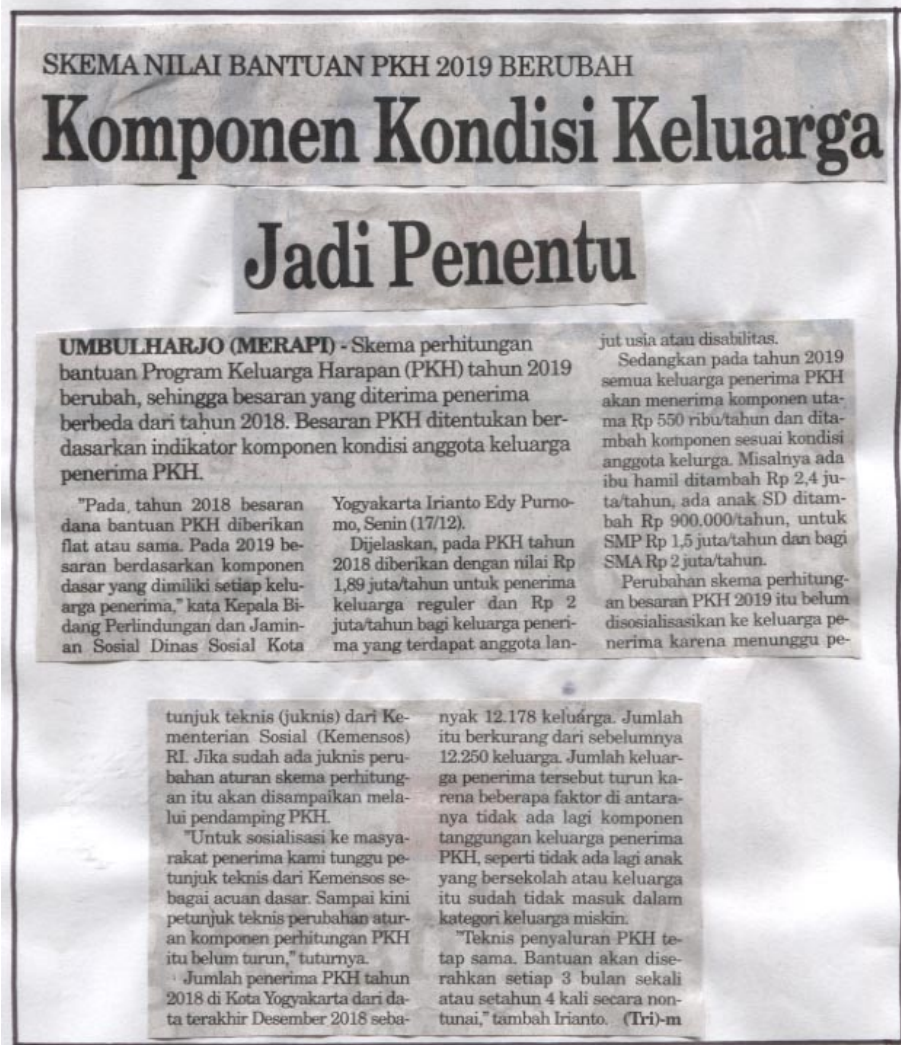 SKEMA NILAI BANTUAN PKH 2019 BERUBAH
Komponen Kondisi Keluarga
Jadi Penentu
UMBULHARJO (MERAPI) - Skema perhitungan
bantuan Program Keluarga Harapan (PKH) tahun 2019
berubah, sehingga besaran yang diterima penerima
berbeda dari tahun 2018. Besaran PKH ditentukan ber-
dasarkan indikator komponen kondisi anggota keluarga
penerima PKH.
"Pada tahun 2018 besaran
dana bantuan PKH diberikan
flat atau sama. Pada 2019 be-
saran berdasarkan komponen
dasar yang dimiliki setiap kelu-
arga penerima," kata Kepala Bi-
dang Perlindungan dan Jamin-
an Sosial Dinas Sosial Kota
Yogyakarta Irianto Edy Purno-
mo, Senin (17/12).
Dijelaskan, pada PKH tahun
2018 diberikan dengan nilai Rp
1,89 juta/tahun untuk penerima
keluarga reguler dan Rp 2
juta/tahun bagi keluarga peneri-
ma yang terdapat anggota lan-
jut usia atau disabilitas.
Sedangkan pada tahun 2019
semua keluarga penerima PKH
akan menerima komponen uta-
ma Rp 550 ribu/tahun dan dita-
mbah komponen sesuai kondisi
anggota kelurga. Misalnya ada
ibu hamil ditambah Rp 2,4 ju-
ta/tahun, ada anak SD ditam-
bah Rp 900.000/tahun, untuk
SMP Rp 1,5 juta/tahun dan bagi
SMA Rp 2 juta/tahun.
Perubahan skema perhitung-
an besaran PKH 2019 itu belum
disosialisasikan ke keluarga pe-
nerima karena menunggu pe-
tunjuk teknis (juknis) dari Ke-
menterian Sosial (Kemensos)
RI. Jika sudah ada juknis peru-
bahan aturan skema perhitung-
an itu akan disampaikan mela-
lui pendamping PKH.
"Untuk sosialisasi ke masya-
rakat penerima kami tunggu pe-
tunjuk teknis dari Kemensos se-
bagai acuan dasar. Sampai kini
petunjuk teknis perubahan atur-
an komponen perhitungan PKH
itu belum turun," tuturnya.
Jumlah penerima PKH tahun
2018 di Kota Yogyakarta dari da-
ta terakhir Desember 2018 seba-
nyak 12.178 keluarga. Jumlah
itu berkurang dari sebelumnya
12.250 keluarga. Jumlah keluar-
ga penerima tersebut turun ka-
rena beberapa faktor di antara-
nya tidak ada lagi komponen
tanggungan keluarga penerima
PKH, seperti tidak ada lagi anak
yang bersekolah atau keluarga
itu sudah tidak masuk dalam
kategori keluarga miskin.
"Teknis penyaluran PKH te-
tap sama. Bantuan akan dise-
rahkan setiap 3 bulan sekali
atau setahun 4 kali secara non-
tunai," tambah Irianto. (Tri)-m